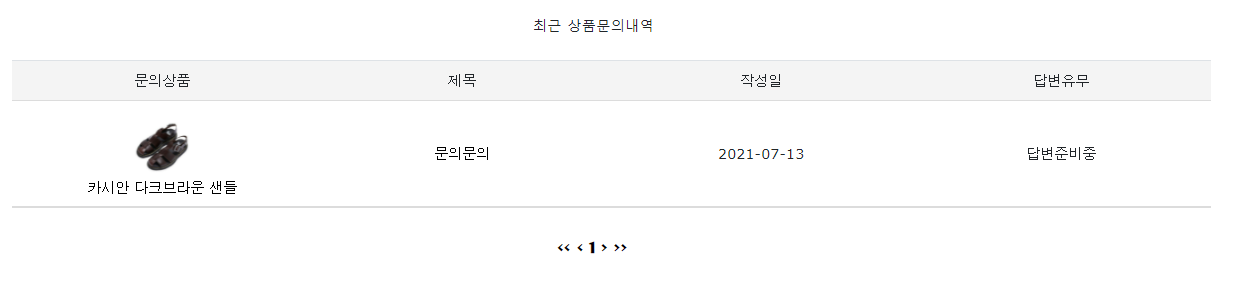 최근 상품문의내역
문의상품 제목 작성일 답변유무
문의문의 2021-07-13 답변준비중
카시안 다크브라운 샌들
<< < 1 > >>